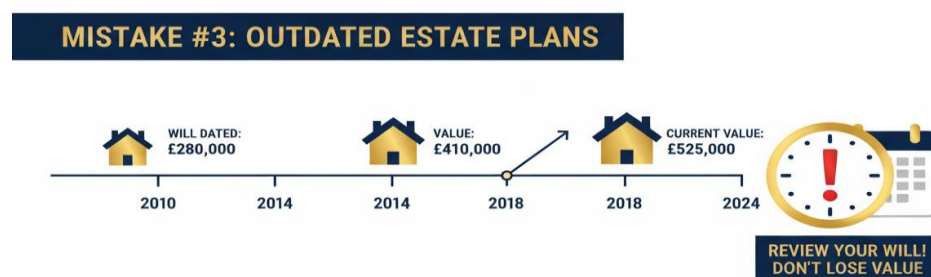 MISTAKE #3: OUTDATED ESTATE PLANS
WILL DATED:
£280,000
VALUE:
£410,000
CURRENT VALUE:
£525,000
2010
2014
2014
2018
2018
2024
REVIEW YOUR WILL!
DON'T LOSE VALUE